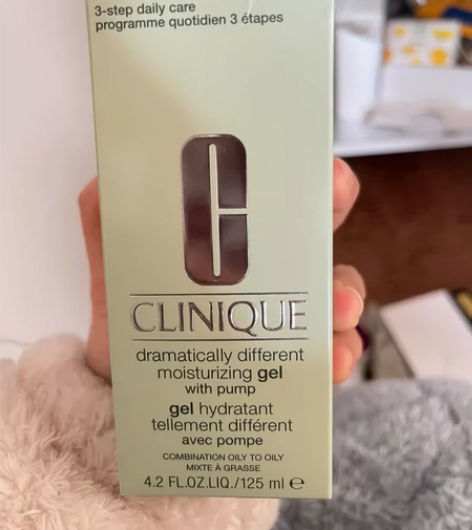 3-step daily care
programme quotidien 3 étapes
CLINIQUE
dramatically different
moisturizing gel
with pump
gel hydratant
tellement différent
avec pompe
COMBINATION OILY TO OILY
MIXTE À GRASSE
4.2 FL.OZ.LIQ./125 ml ℮